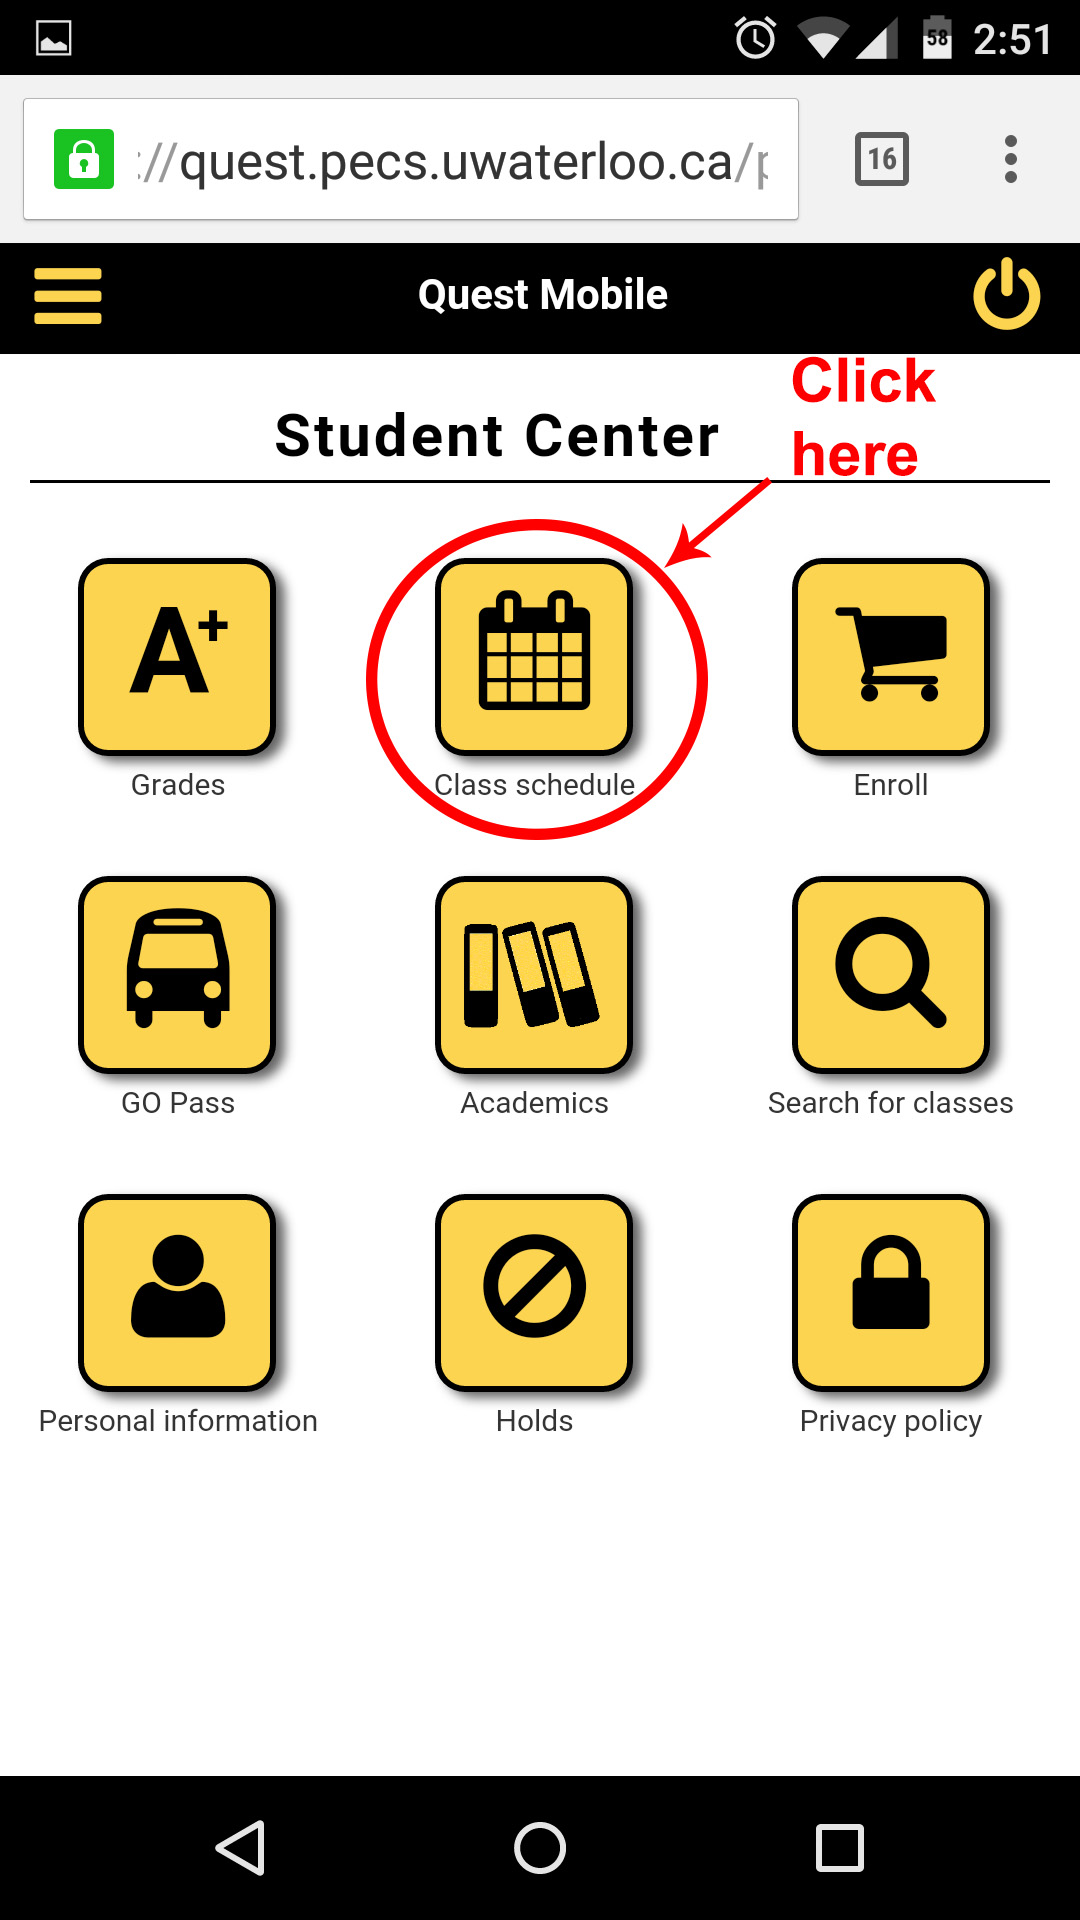 58 2:51
://quest.pecs.uwaterloo.ca/p
16
Quest Mobile
Click
here
Student Center
A+
Grades
Class schedule
Enroll
GO Pass
Academics
Search for classes
Personal information
Holds
Privacy policy